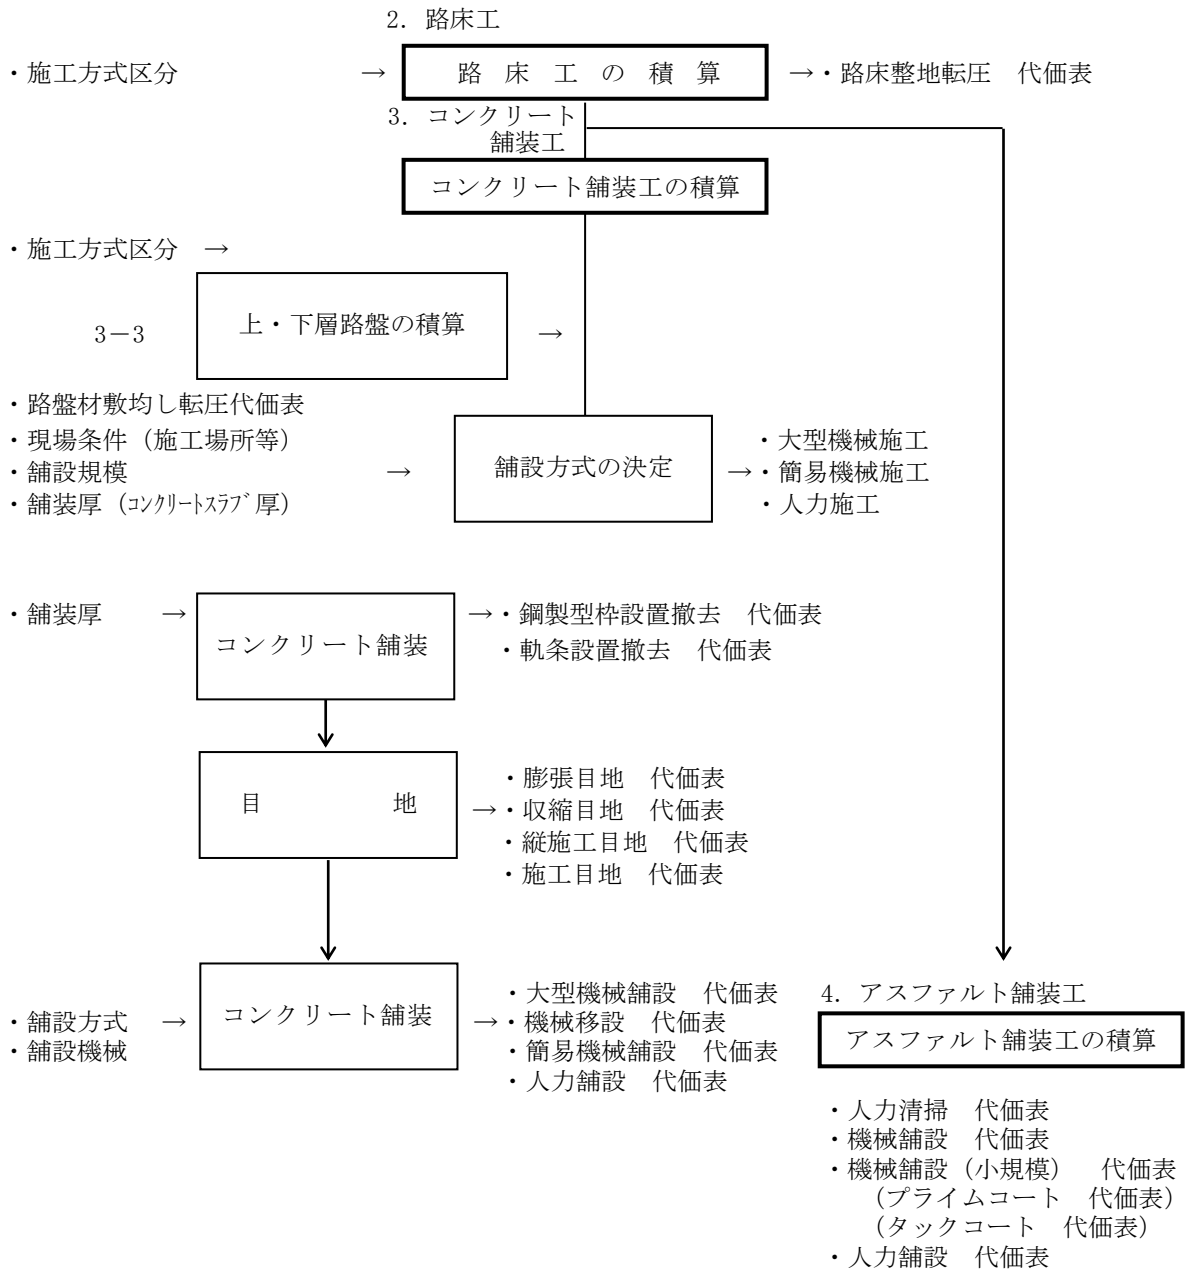 2. 路床工
・施工方式区分 → 路 床 工 の 積 算 →・路床整地転圧 代価表
3. コンクリート
舗装工
コンクリート舗装工の積算
・施工方式区分 →
3－3 上・下層路盤の積算 →
・路盤材敷均し転圧代価表
・現場条件（施工場所等）
・舗設規模 →
・舗装厚（ｺﾝｸﾘｰﾄｽﾗﾌﾞ厚）
舗設方式の決定
・大型機械施工
→・簡易機械施工
・人力施工
・舗装厚 →
コンクリート舗装
→・鋼製型枠設置撤去 代価表
・軌条設置撤去 代価表
目 地
・膨張目地 代価表
→・収縮目地 代価表
・縦施工目地 代価表
・施工目地 代価表
・舗設方式 →
・舗設機械
コンクリート舗装
・大型機械舗設 代価表
→・機械移設 代価表
・簡易機械舗設 代価表
・人力舗設 代価表
4. アスファルト舗装工
アスファルト舗装工の積算
・人力清掃 代価表
・機械舗設 代価表
・機械舗設（小規模） 代価表
（プライムコート 代価表）
（タックコート 代価表）
・人力舗設 代価表